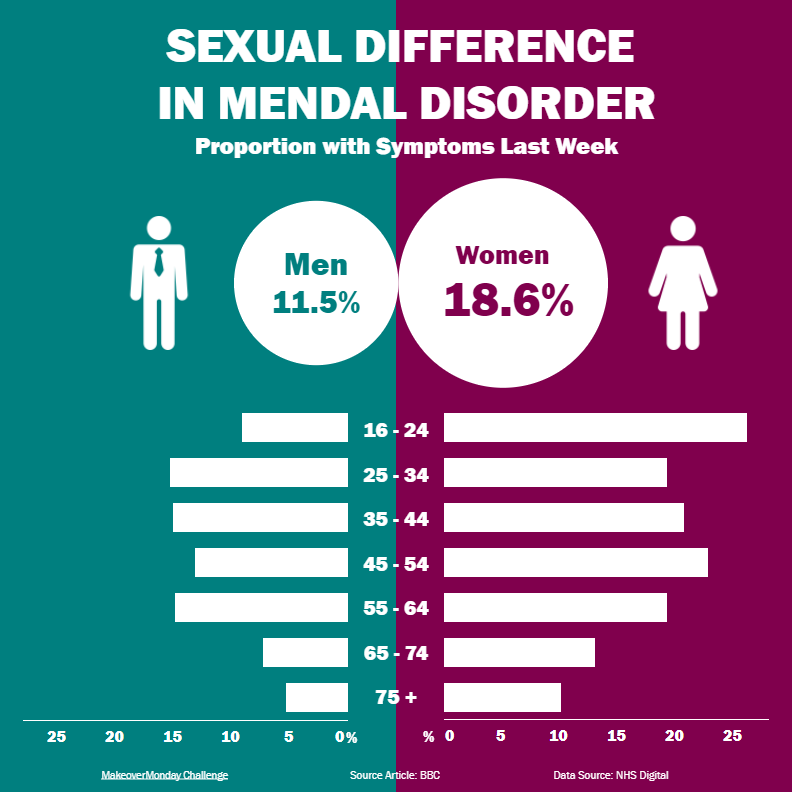 SEXUAL DIFFERENCE
IN MENDAL DISORDER
Proportion with Symptoms Last Week
Men
11.5%
Women
18.6%
16 - 24
25 - 34
35 - 44
45 - 54
55 - 64
65 - 74
75 +
25 20 15 10 5 0% % 0 5 10 15 20 25
MakeoverMonday Challenge Source Article: BBC Data Source: NHS Digital